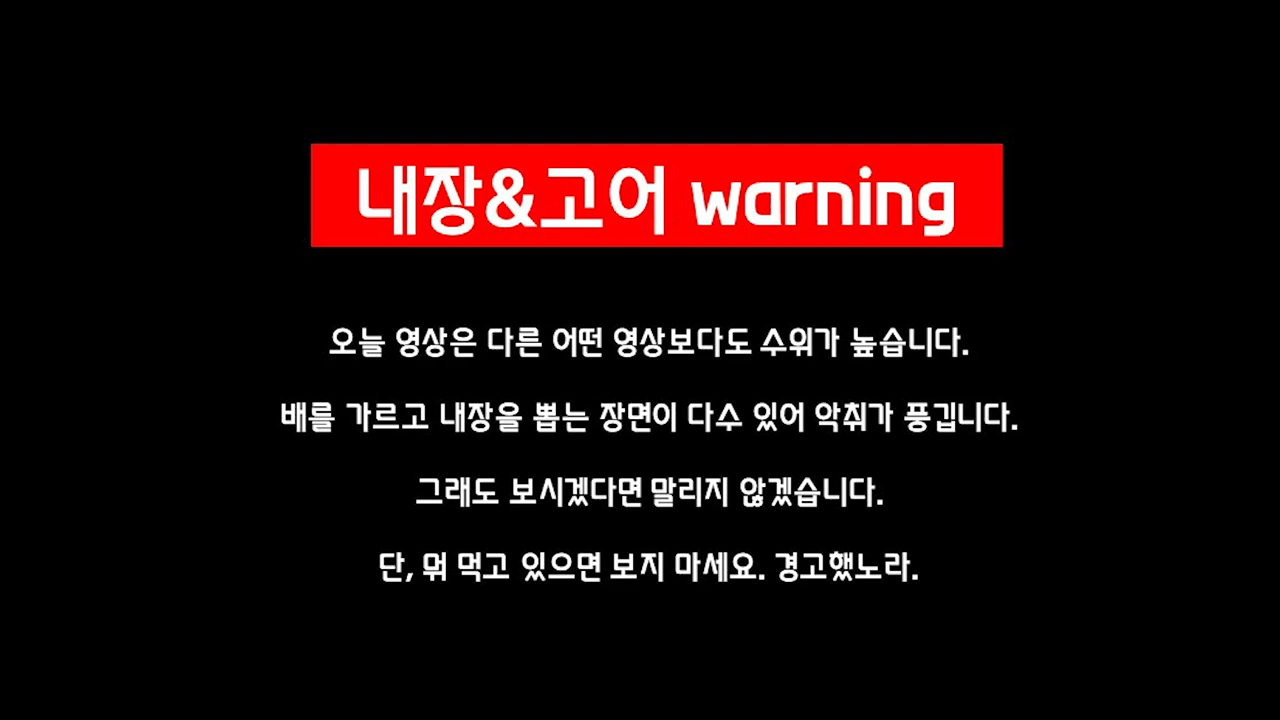 내장&고어 warning
오늘 영상은 다른 어떤 영상보다도 수위가 높습니다.
배를 가르고 내장을 뽑는 장면이 다수 있어 악취가 풍깁니다.
그래도 보시겠다면 말리지 않겠습니다.
단, 뭐 먹고 있으면 보지 마세요. 경고했노라.